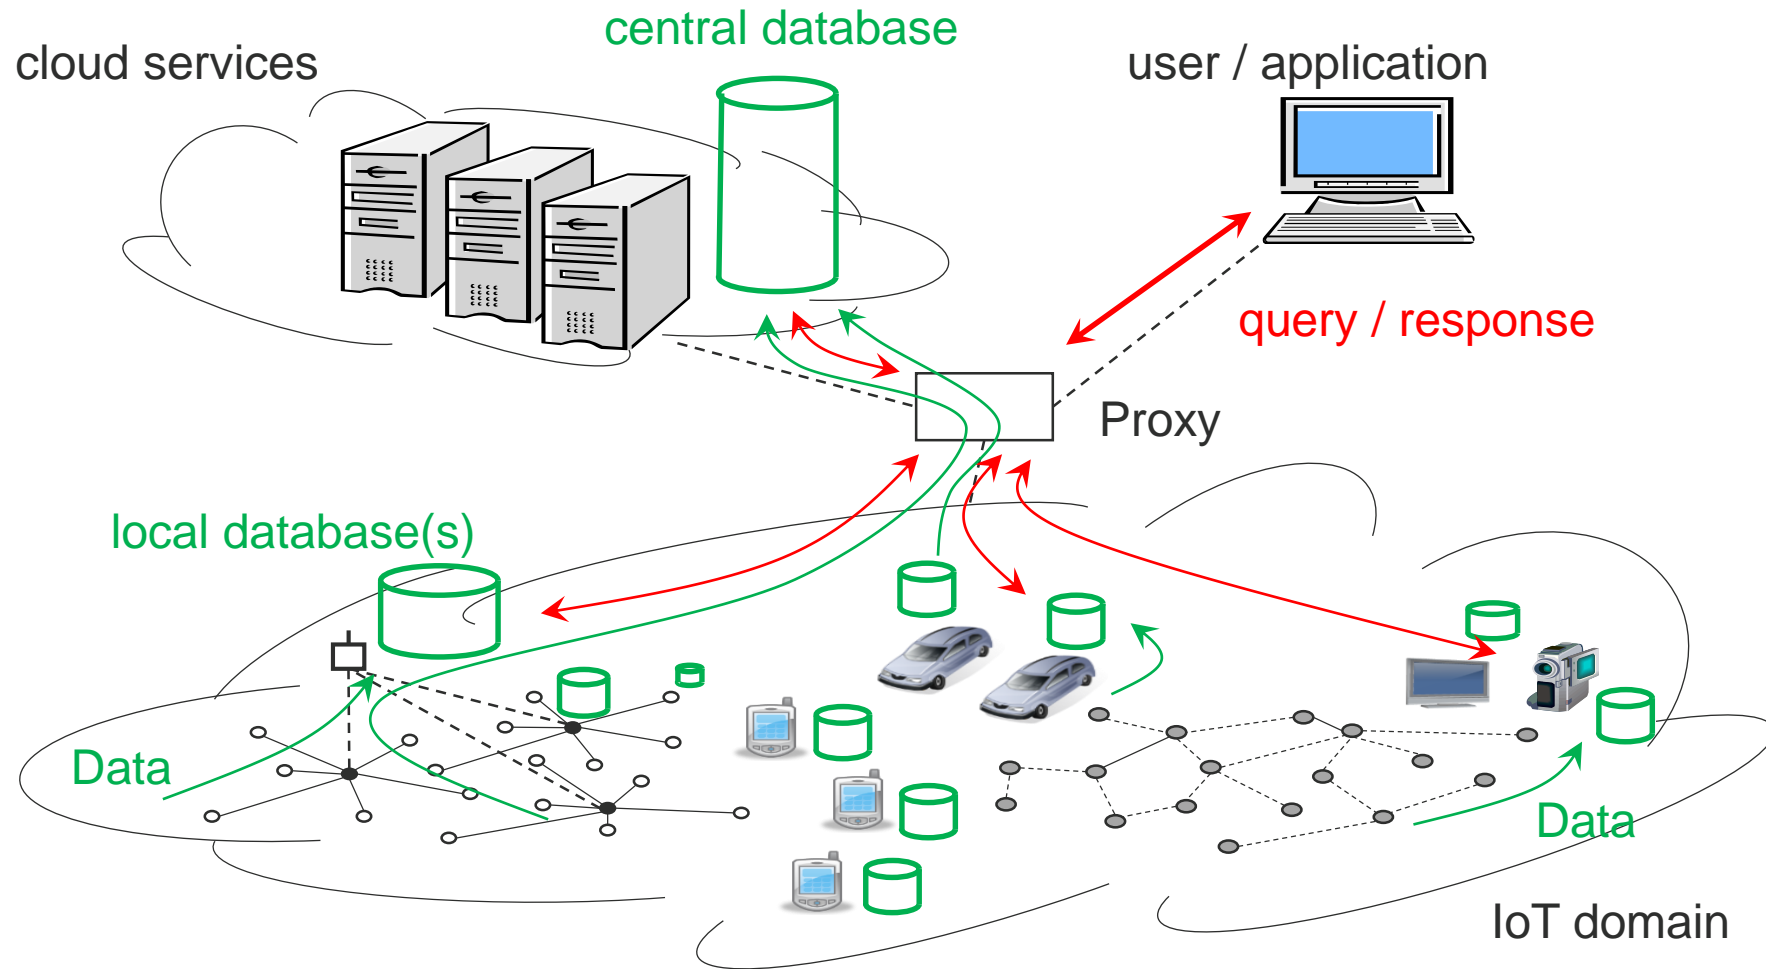 central database
cloud services
user / application
query / response
Proxy
local database(s)
Data
Data
IoT domain